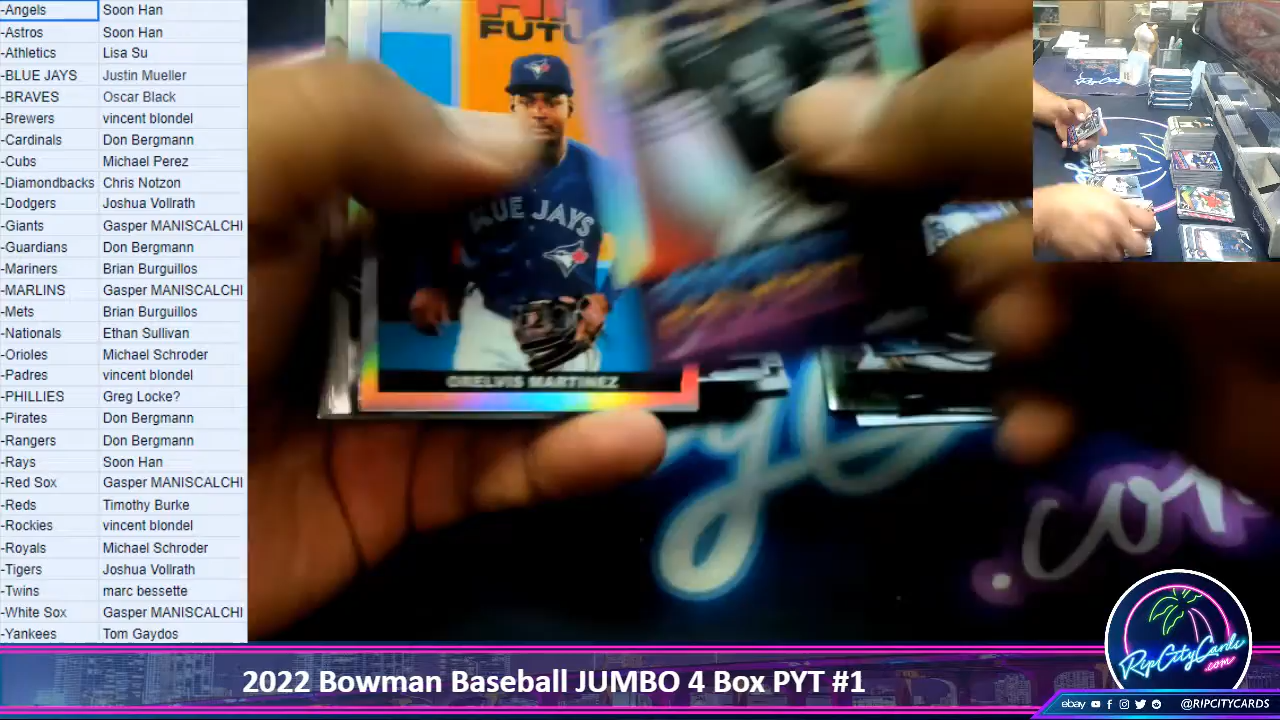 -Angels Soon Han
-Astros Soon Han
-Athletics Lisa Su
-BLUE JAYS Justin Mueller
-BRAVES Oscar Black
-Brewers vincent blondel
-Cardinals Don Bergmann
-Cubs Michael Perez
-Diamondbacks Chris Notzon
-Dodgers Joshua Vollrath
-Giants Gasper MANISCALCHI
-Guardians Don Bergmann
-Mariners Brian Burguillos
-MARLINS Gasper MANISCALCHI
-Mets Brian Burguillos
-Nationals Ethan Sullivan
-Orioles Michael Schroder
-Padres vincent blondel
-PHILLIES Greg Locke?
-Pirates Don Bergmann
-Rangers Don Bergmann
-Rays Soon Han
-Red Sox Gasper MANISCALCHI
-Reds Timothy Burke
-Rockies vincent blondel
-Royals Michael Schroder
-Tigers Joshua Vollrath
-Twins marc bessette
-White Sox Gasper MANISCALCHI
-Yankees Tom Gaydos
BLUE JAYS
ORELVIS MARTINEZ
.com
RipCityCards
.com
2022 Bowman Baseball JUMBO 4 Box PYT #1
ebay @RIPCITYCARDS